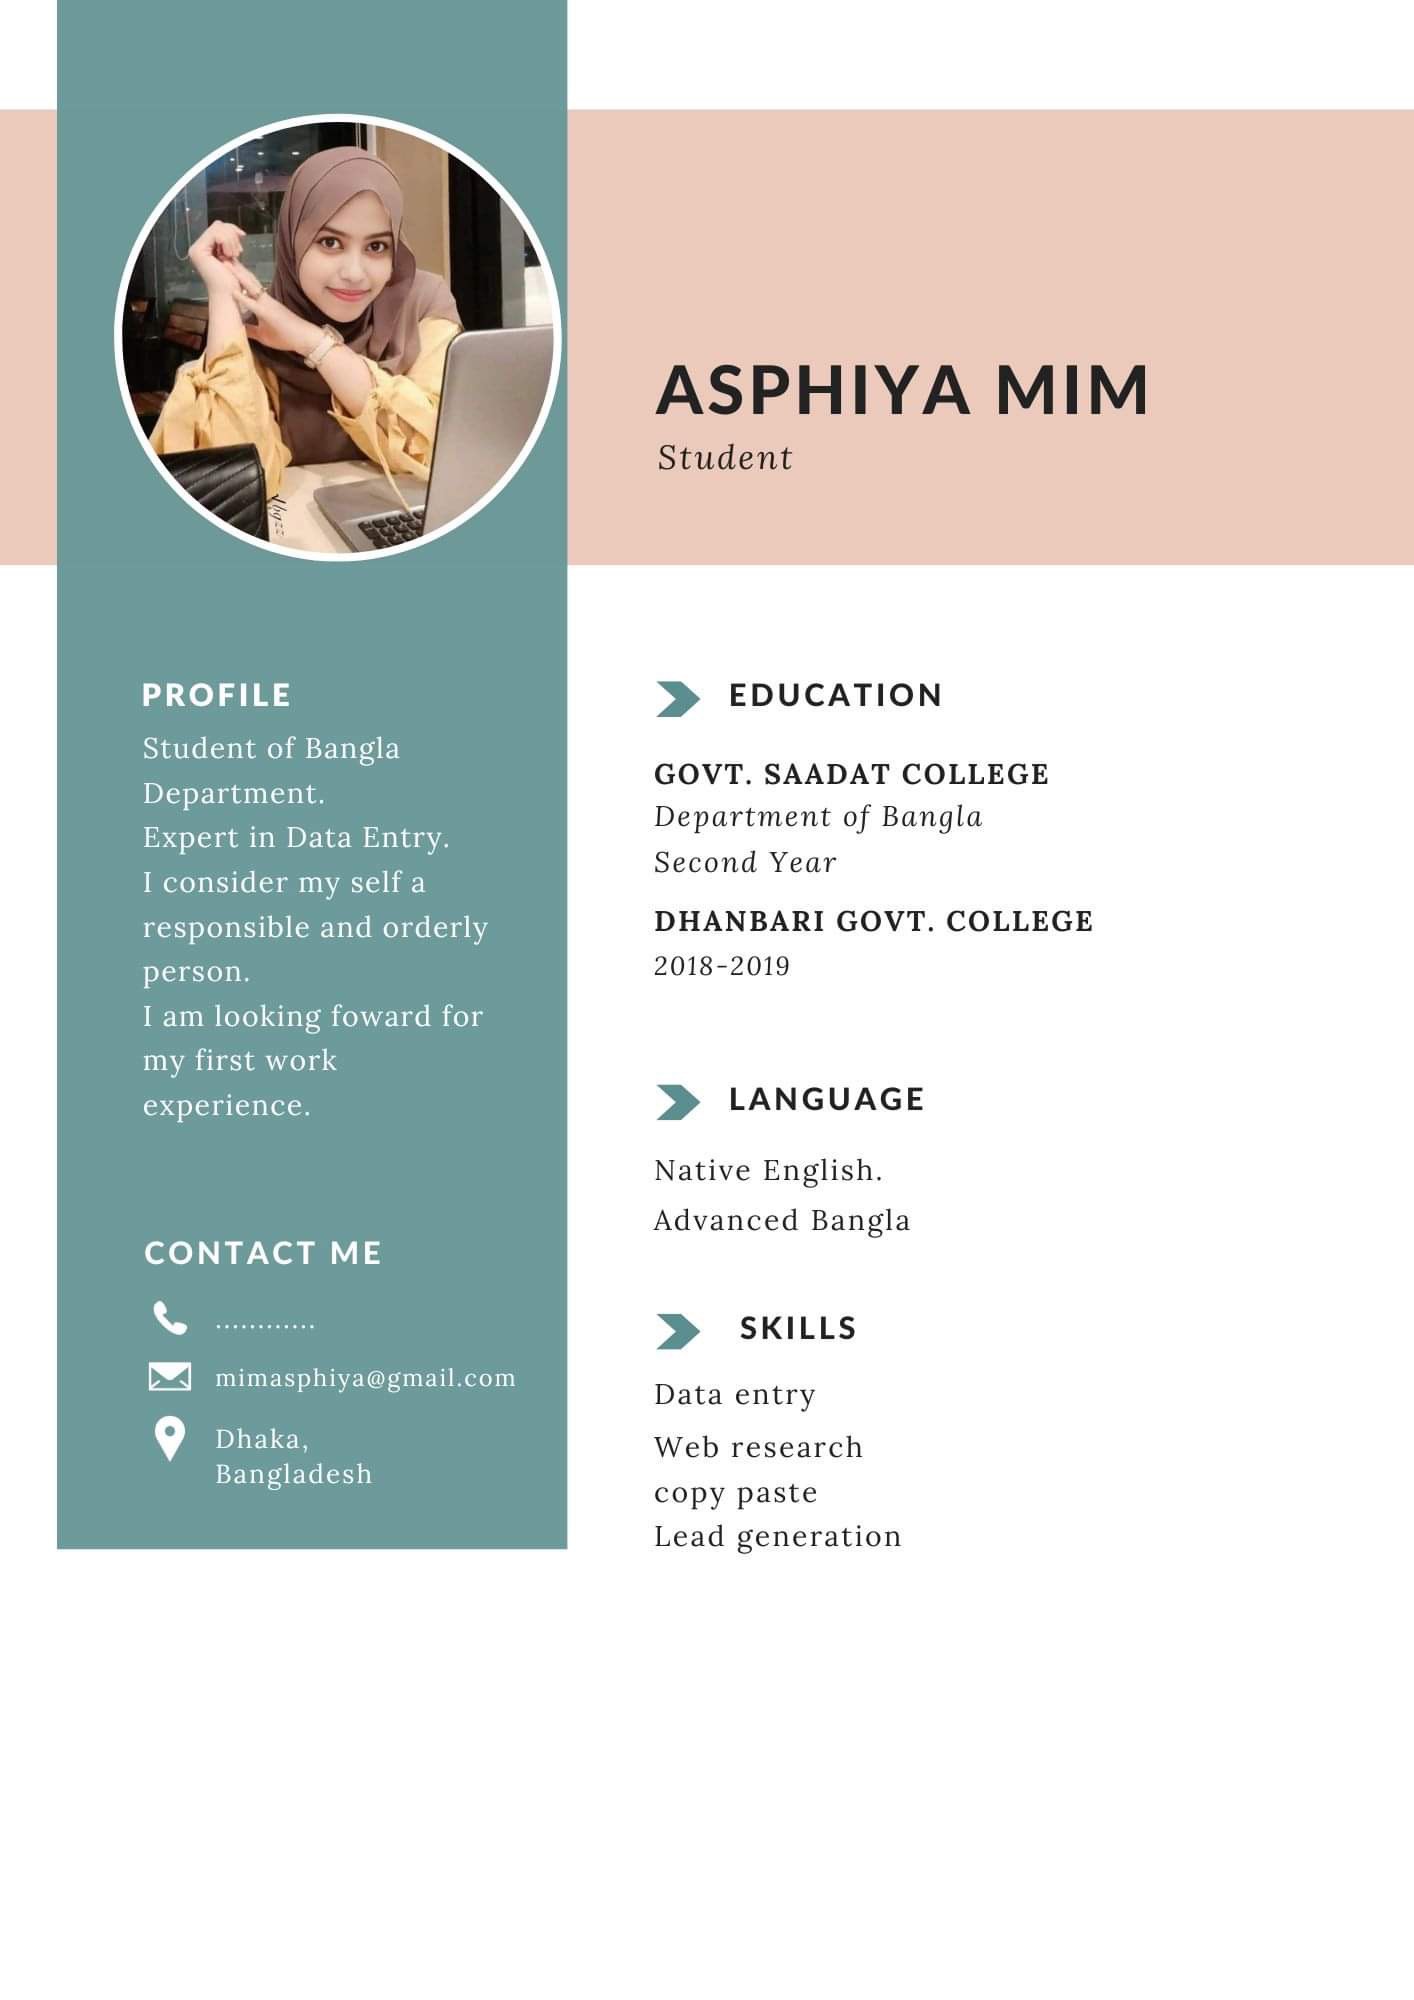 ASPHIYA MIM
Student
PROFILE
Student of Bangla
Department.
Expert in Data Entry.
I consider my self a
responsible and orderly
person.
I am looking foward for
my first work
experience.
CONTACT ME
............
mimasphiya@gmail.com
Dhaka,
Bangladesh
EDUCATION
GOVT. SAADAT COLLEGE
Department of Bangla
Second Year
DHANBARI GOVT. COLLEGE
2018-2019
LANGUAGE
Native English.
Advanced Bangla
SKILLS
Data entry
Web research
copy paste
Lead generation